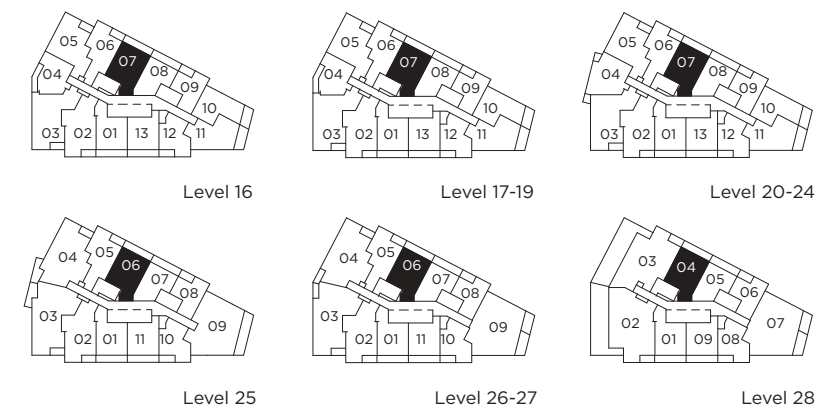 05 06 07 08 09 10 04 03 02 01 13 12 11
Level 16
05 06 07 08 09 10 04 03 02 01 13 12 11
Level 17-19
05 06 07 08 09 10 04 03 02 01 13 12 11
Level 20-24
04 05 06 07 08 09 03 02 01 11 10
Level 25
04 05 06 07 08 09 03 02 01 11 10
Level 26-27
03 04 05 06 07 02 01 09 08
Level 28